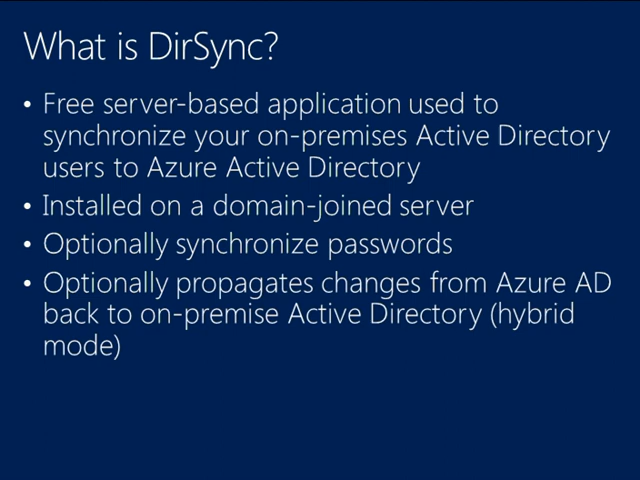 What is DirSync?
• Free server-based application used to
synchronize your on-premises Active Directory
users to Azure Active Directory
• Installed on a domain-joined server
• Optionally synchronize passwords
• Optionally propagates changes from Azure AD
back to on-premise Active Directory (hybrid
mode)